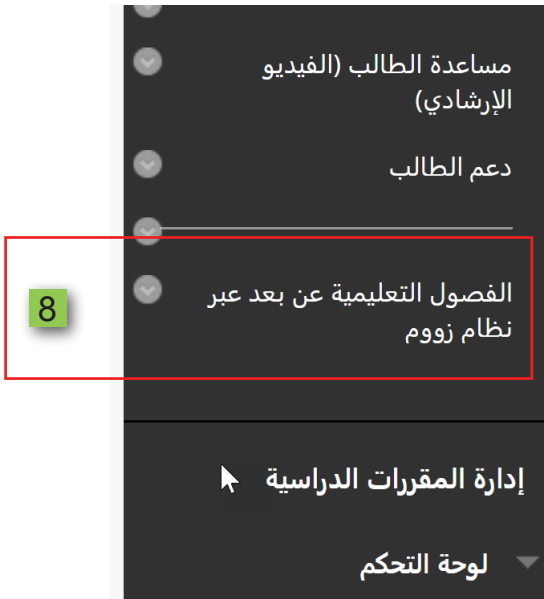 مساعدة الطالب (الفيديو
الإرشادي)
دعم الطالب
الفصول التعليمية عن بعد عبر
نظام زووم
8
إدارة المقررات الدراسية
لوحة التحكم